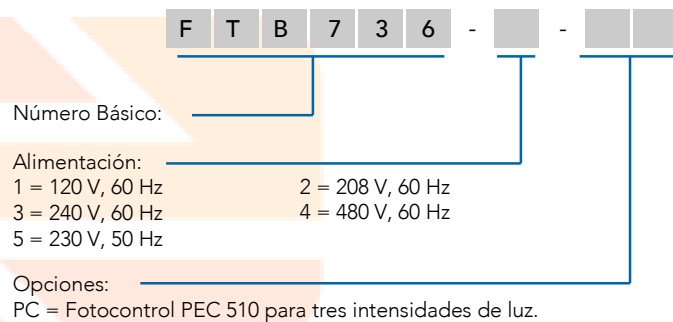 F T B 7 3 6 - -
Número Básico:
Alimentación:
1 = 120 V, 60 Hz 2 = 208 V, 60 Hz
3 = 240 V, 60 Hz 4 = 480 V, 60 Hz
5 = 230 V, 50 Hz
Opciones:
PC = Fotocontrol PEC 510 para tres intensidades de luz.